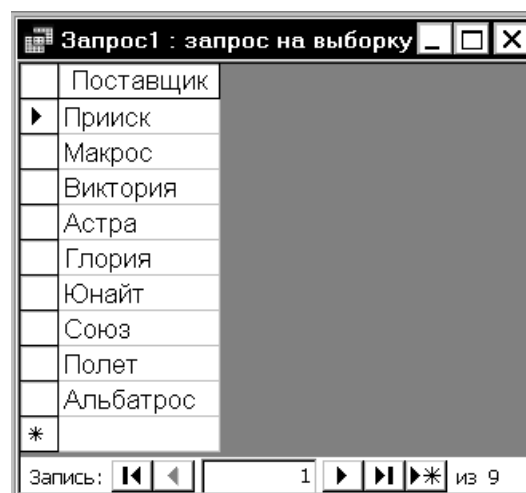 Запрос1 : запрос на выборку
Поставщик
Прииск
Макрос
Виктория
Астра
Глория
Юнайт
Союз
Полет
Альбатрос
Запись: 1 из 9